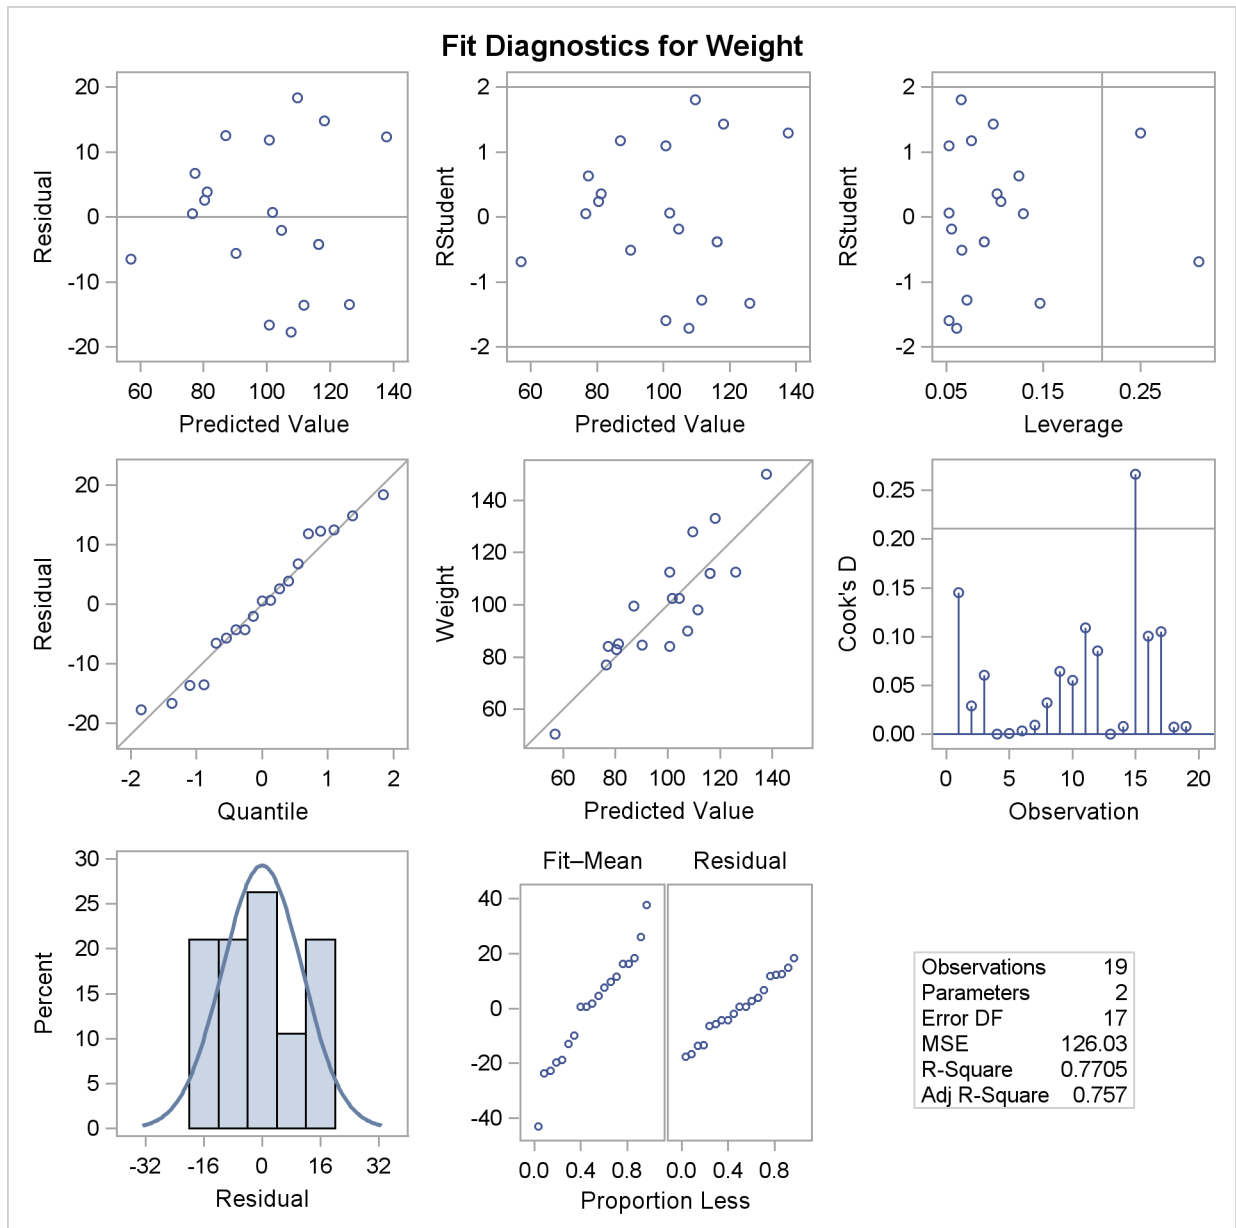 Fit Diagnostics for Weight
20
10
0
-10
-20
Residual
60 80 100 120 140
Predicted Value
2
1
0
-1
-2
RStudent
60 80 100 120 140
Predicted Value
2
1
0
-1
-2
RStudent
0.05 0.15 0.25
Leverage
20
10
0
-10
-20
Residual
-2 -1 0 1 2
Quantile
140
120
100
80
60
Weight
60 80 100 120 140
Predicted Value
0.25
0.20
0.15
0.10
0.05
0.00
Cook's D
0 5 10 15 20
Observation
30
25
20
15
10
5
0
Percent
-32 -16 0 16 32
Residual
Fit–Mean Residual
40
20
0
-20
-40
0.0 0.4 0.8 0.0 0.4 0.8
Proportion Less
Observations 19
Parameters 2
Error DF 17
MSE 126.03
R-Square 0.7705
Adj R-Square 0.757